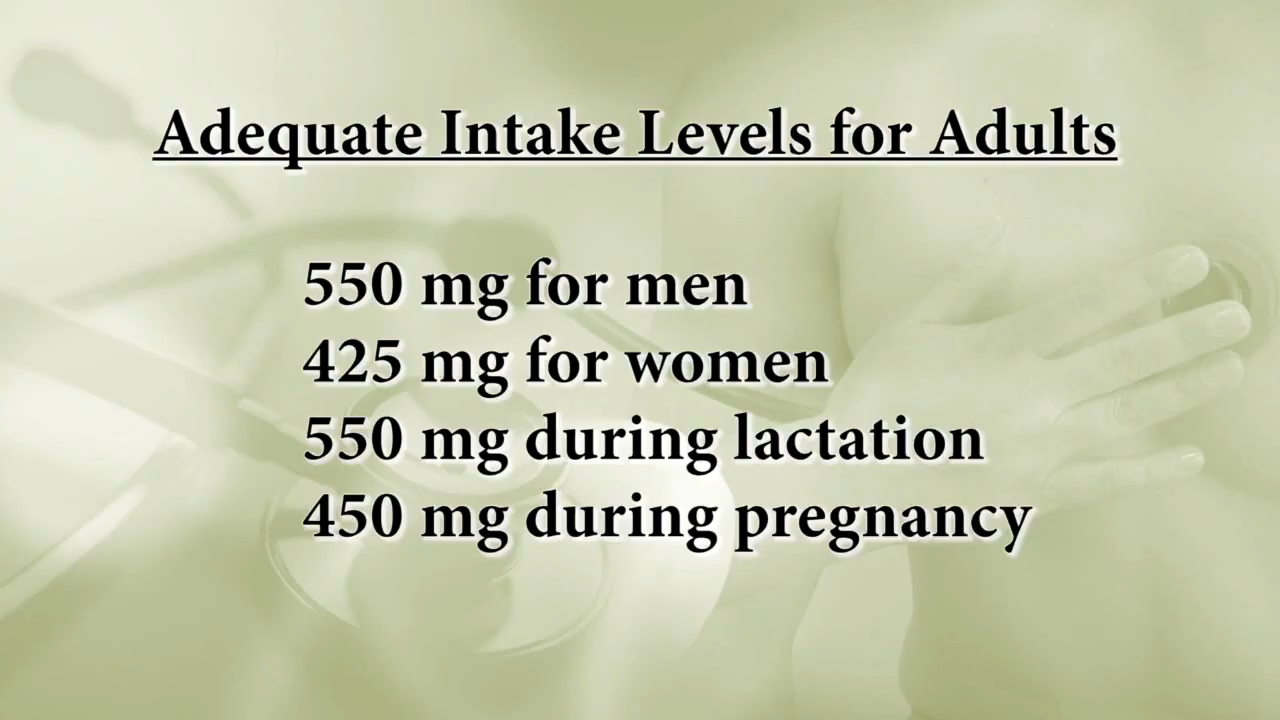 Adequate Intake Levels for Adults
550 mg for men
425 mg for women
550 mg during lactation
450 mg during pregnancy